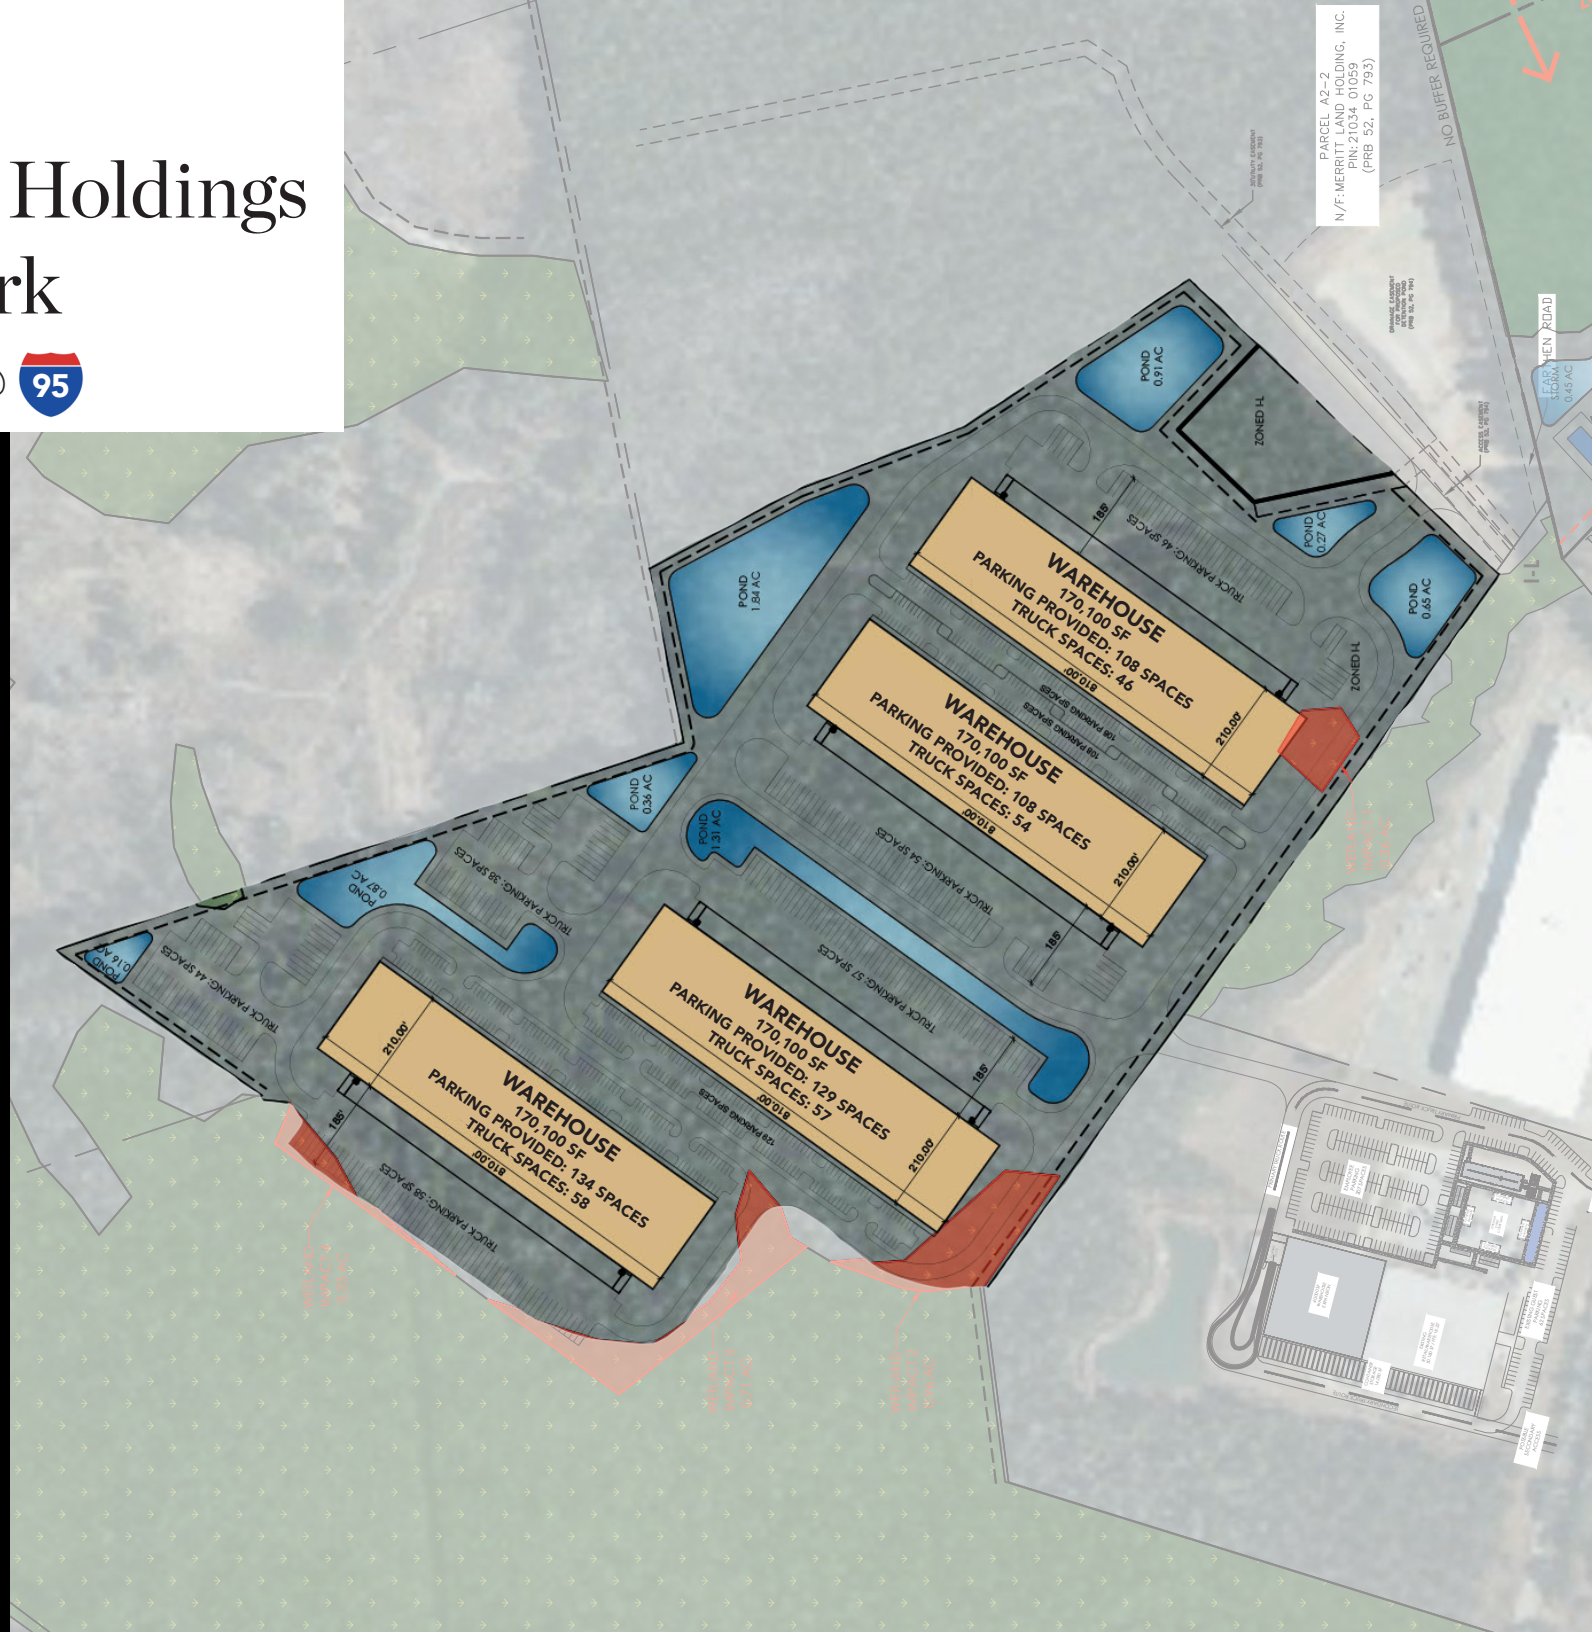 Holdings
rk
95
PARCEL A2-2
N/F: MERRITT LAND HOLDING, INC.
PIN: 21034 01059
(PRB 52, PG 793)
NO BUFFER REQUIRED
POND
0.91 AC
ZONED I-L
POND
0.27 AC
POND
0.65 AC
I-L
ZONED I-L
STORM
0.45 AC
POND
1.84 AC
185'
TRUCK PARKING: 46 SPACES
WAREHOUSE
170,100 SF
PARKING PROVIDED: 108 SPACES
TRUCK SPACES: 46
810.00'
210.00'
108 PARKING SPACES
108 PARKING SPACES
WAREHOUSE
170,100 SF
PARKING PROVIDED: 108 SPACES
TRUCK SPACES: 54
810.00'
210.00'
185'
TRUCK PARKING: 54 SPACES
POND
0.36 AC
POND
1.31 AC
POND
0.87 AC
TRUCK PARKING: 38 SPACES
POND
0.16 AC
TRUCK PARKING: 44 SPACES
TRUCK PARKING: 57 SPACES
185'
WAREHOUSE
170,100 SF
PARKING PROVIDED: 129 SPACES
TRUCK SPACES: 57
810.00'
210.00'
129 PARKING SPACES
WAREHOUSE
170,100 SF
PARKING PROVIDED: 134 SPACES
TRUCK SPACES: 58
810.00'
210.00'
185'
TRUCK PARKING: 58 SPACES